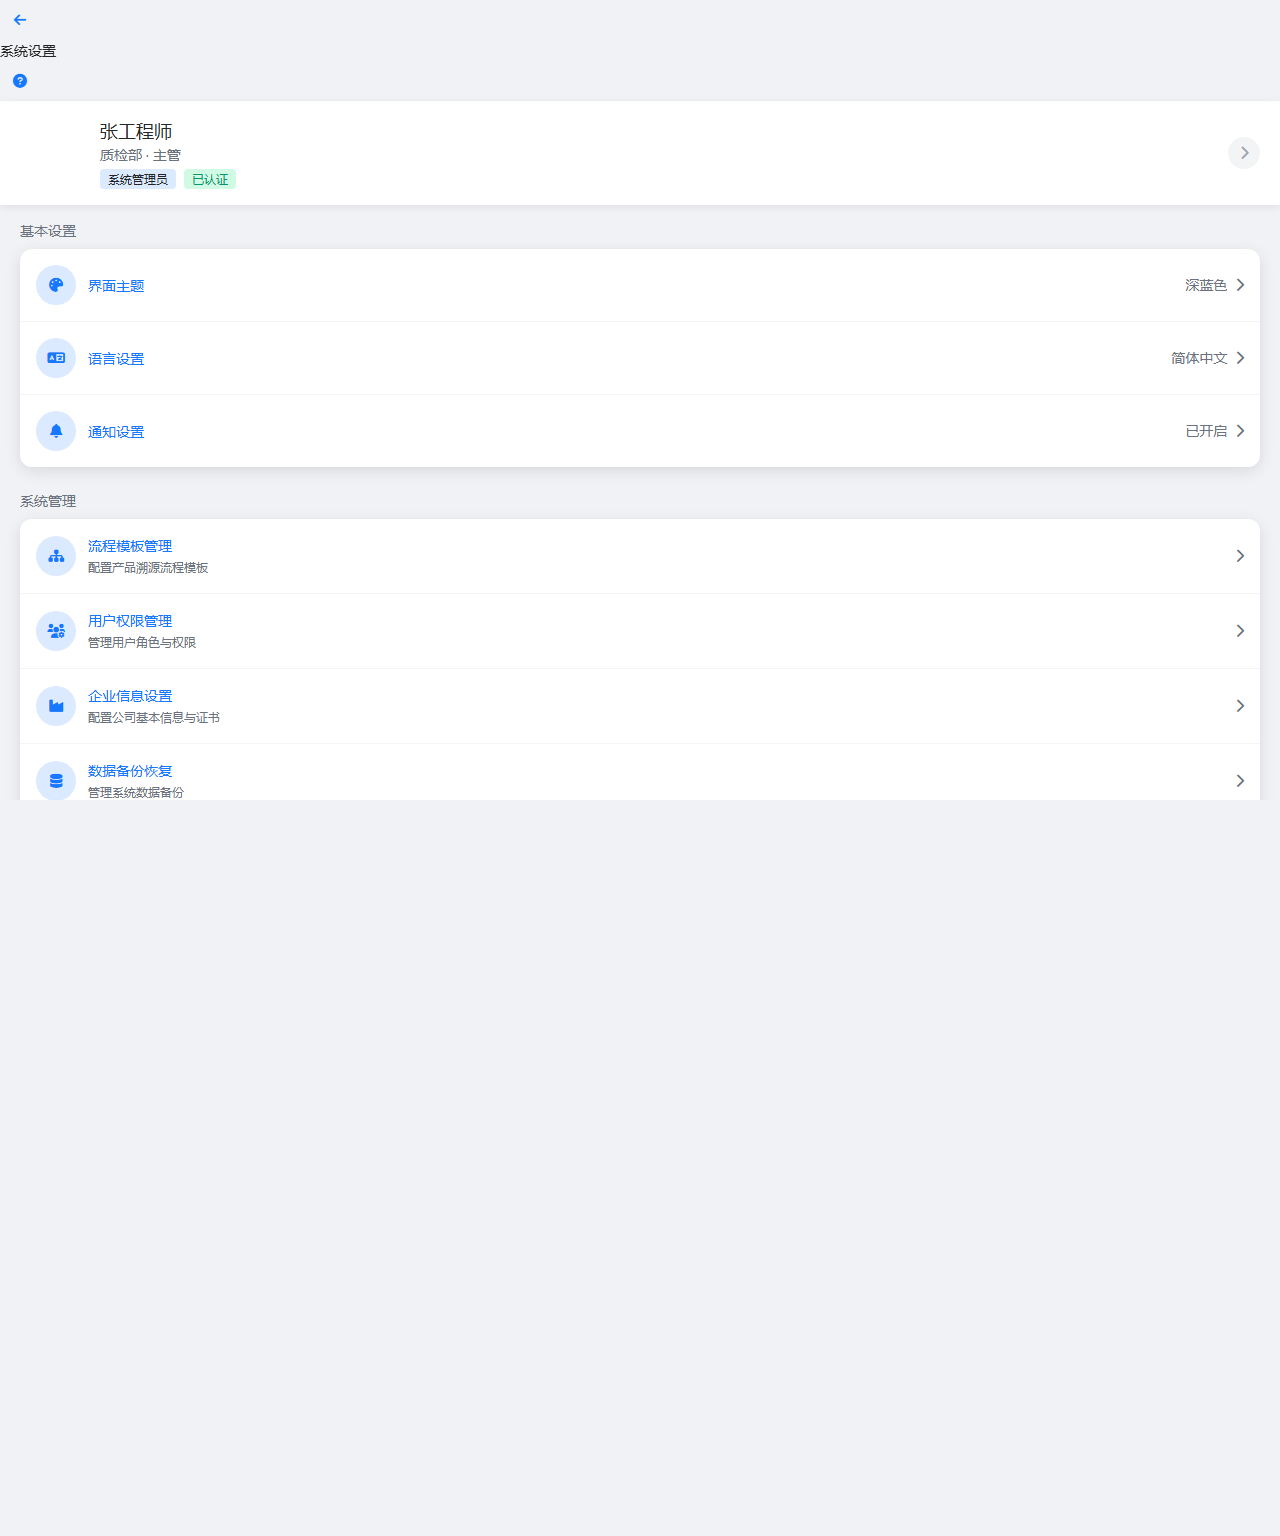 系统设置
张工程师
质检部 · 主管
系统管理员 已认证
基本设置
界面主题 深蓝色
语言设置 简体中文
通知设置 已开启
系统管理
流程模板管理
配置产品溯源流程模板
用户权限管理
管理用户角色与权限
企业信息设置
配置公司基本信息与证书
数据备份恢复
管理系统数据备份